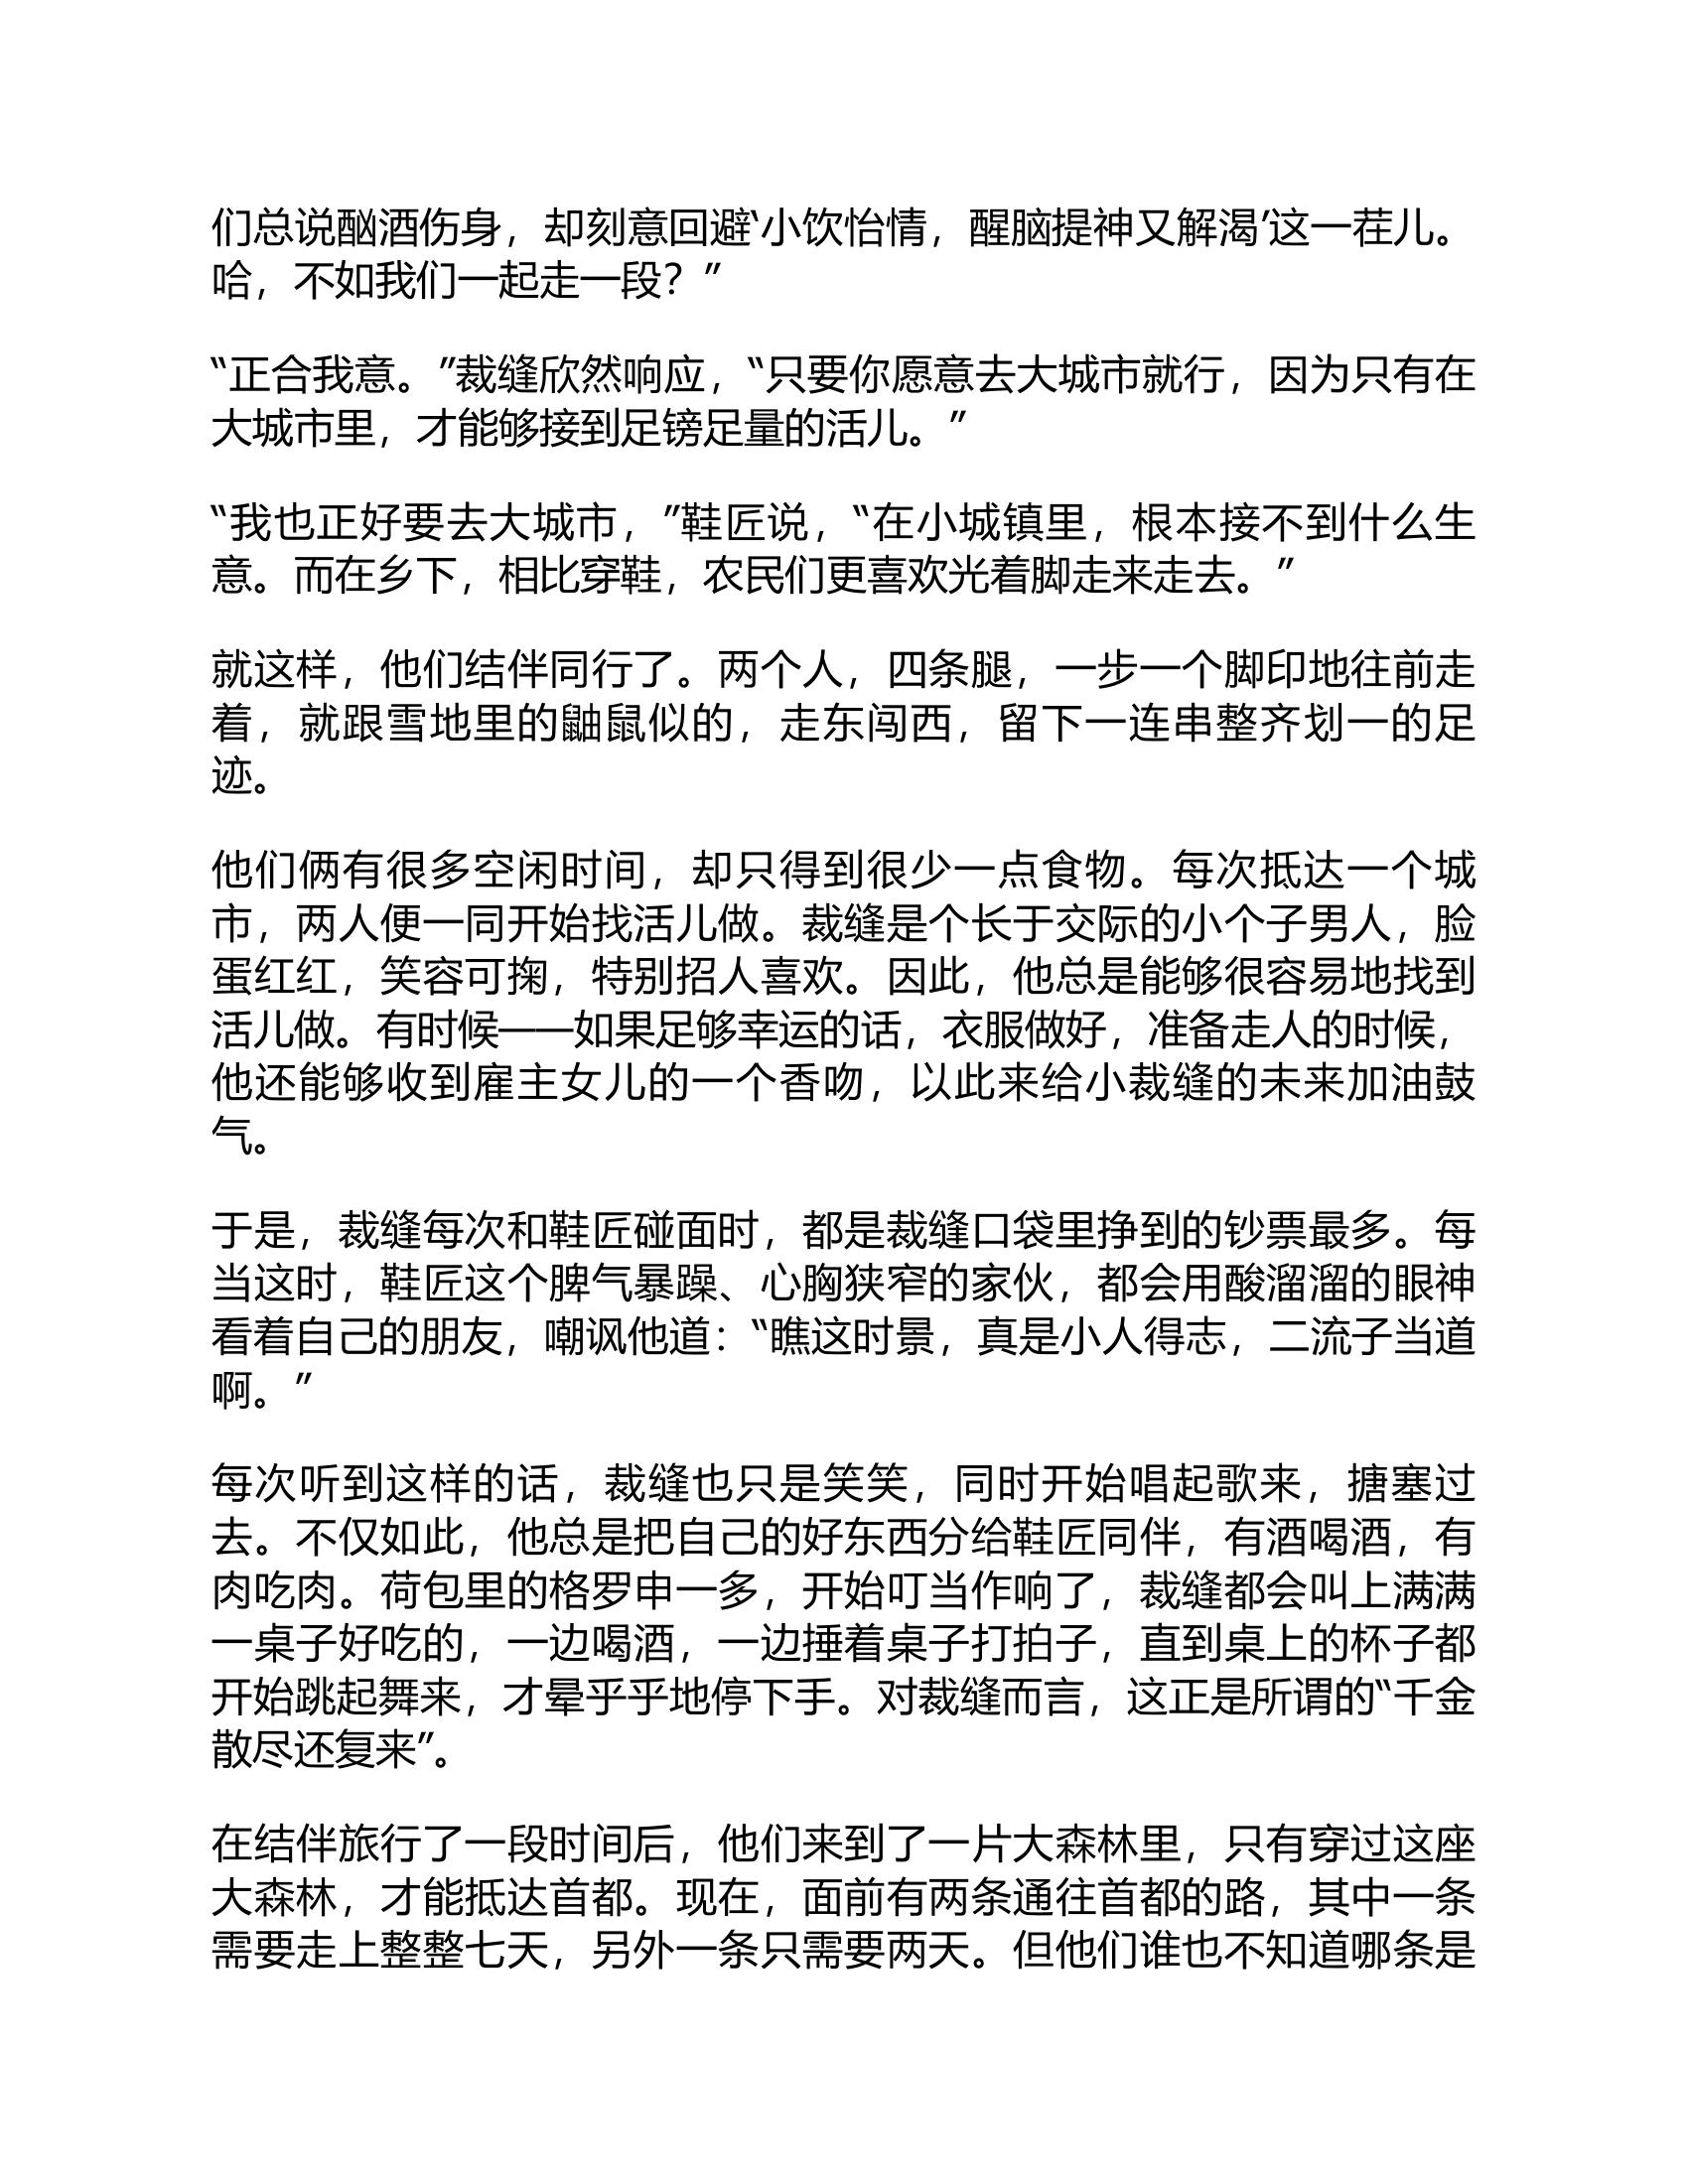 们总说酗酒伤身，却刻意回避‘小饮怡情，醒脑提神又解渴’这一茬儿。
哈，不如我们一起走一段？”
“正合我意。”裁缝欣然响应，“只要你愿意去大城市就行，因为只有在
大城市里，才能够接到足镑足量的活儿。”
“我也正好要去大城市，”鞋匠说，“在小城镇里，根本接不到什么生
意。而在乡下，相比穿鞋，农民们更喜欢光着脚走来走去。”
就这样，他们结伴同行了。两个人，四条腿，一步一个脚印地往前走
着，就跟雪地里的鼬鼠似的，走东闯西，留下一连串整齐划一的足
迹。
他们俩有很多空闲时间，却只得到很少一点食物。每次抵达一个城
市，两人便一同开始找活儿做。裁缝是个长于交际的小个子男人，脸
蛋红红，笑容可掬，特别招人喜欢。因此，他总是能够很容易地找到
活儿做。有时候——如果足够幸运的话，衣服做好，准备走人的时候，
他还能够收到雇主女儿的一个香吻，以此来给小裁缝的未来加油鼓
气。
于是，裁缝每次和鞋匠碰面时，都是裁缝口袋里挣到的钞票最多。每
当这时，鞋匠这个脾气暴躁、心胸狭窄的家伙，都会用酸溜溜的眼神
看着自己的朋友，嘲讽他道：“瞧这时景，真是小人得志，二流子当道
啊。”
每次听到这样的话，裁缝也只是笑笑，同时开始唱起歌来，搪塞过
去。不仅如此，他总是把自己的好东西分给鞋匠同伴，有酒喝酒，有
肉吃肉。荷包里的格罗申一多，开始叮当作响了，裁缝都会叫上满满
一桌子好吃的，一边喝酒，一边捶着桌子打拍子，直到桌上的杯子都
开始跳起舞来，才晕乎乎地停下手。对裁缝而言，这正是所谓的“千金
散尽还复来”。
在结伴旅行了一段时间后，他们来到了一片大森林里，只有穿过这座
大森林，才能抵达首都。现在，面前有两条通往首都的路，其中一条
需要走上整整七天，另外一条只需要两天。但他们谁也不知道哪条是